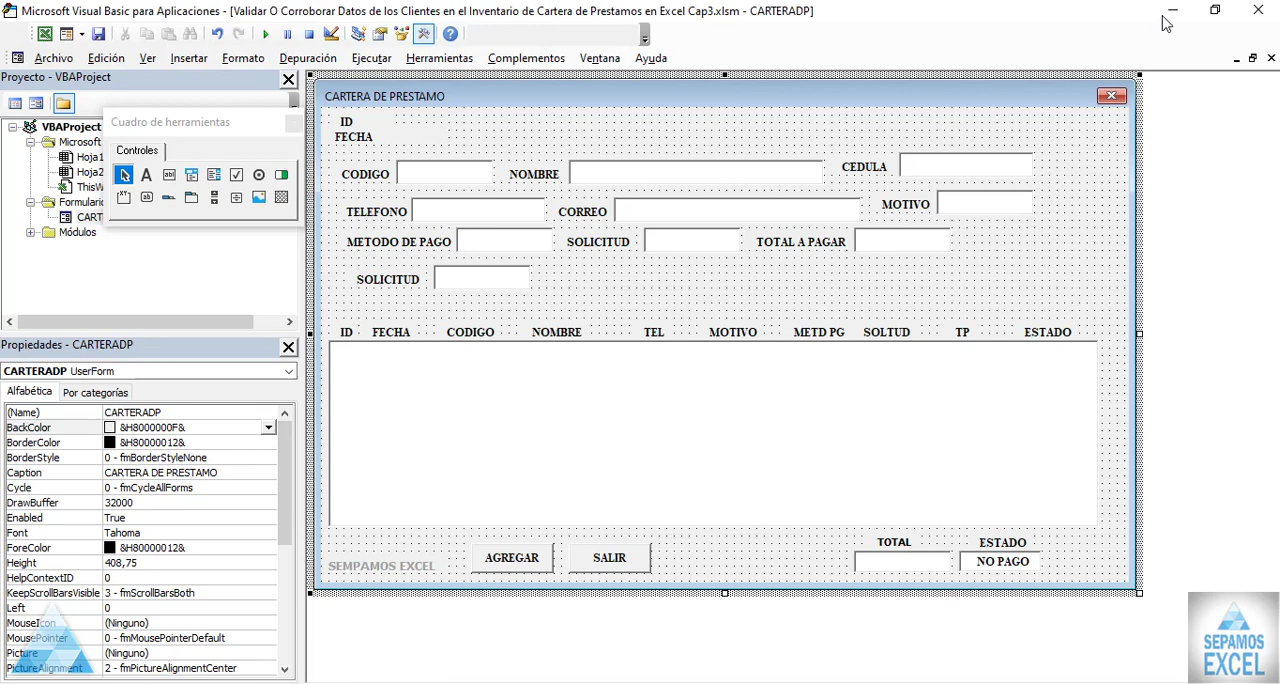 Microsoft Visual Basic para Aplicaciones - [Validar O Corroborar Datos de los Clientes en el Inventario de Cartera de Prestamos en Excel Cap3.xlsm - CARTERADP]
Archivo Edición Ver Insertar Formato Depuración Ejecutar Herramientas Complementos Ventana Ayuda
Proyecto - VBAProject
VBAProject
Microsoft
Hoja1
Hoja2
ThisW
Formulario
CART
Módulos
Cuadro de herramientas
Controles
Propiedades - CARTERADP
CARTERADP UserForm
Alfabética Por categorías
(Name) CARTERADP
BackColor &H8000000F&
BorderColor &H80000012&
BorderStyle 0 - fmBorderStyleNone
Caption CARTERA DE PRESTAMO
Cycle 0 - fmCycleAllForms
DrawBuffer 32000
Enabled True
Font Tahoma
ForeColor &H80000012&
Height 408,75
HelpContextID 0
KeepScrollBarsVisible 3 - fmScrollBarsBoth
Left 0
MouseIcon (Ninguno)
MousePointer 0 - fmMousePointerDefault
Picture (Ninguno)
PictureAlignment 2 - fmPictureAlignmentCenter
CARTERA DE PRESTAMO
ID
FECHA
CODIGO NOMBRE CEDULA
TELEFONO CORREO MOTIVO
METODO DE PAGO SOLICITUD TOTAL A PAGAR
SOLICITUD
ID FECHA CODIGO NOMBRE TEL MOTIVO METD PG SOLTUD TP ESTADO
TOTAL ESTADO
AGREGAR SALIR NO PAGO
SEMPAMOS EXCEL
SEPAMOS
EXCEL